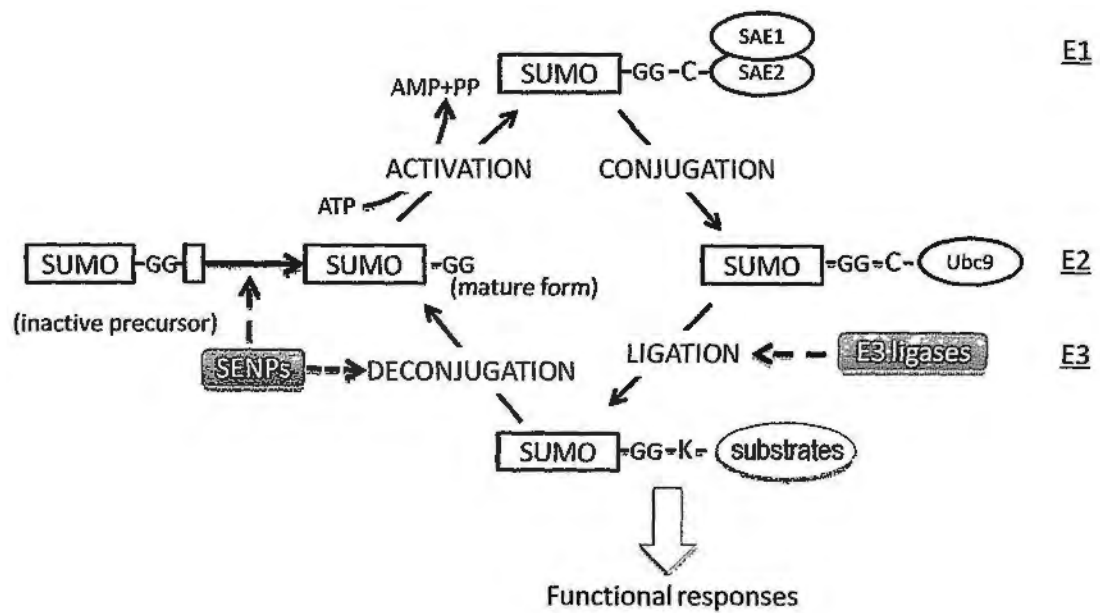 SAE1
E1
SUMO -GG-C- SAE2
AMP+PP
ACTIVATION CONJUGATION
ATP
SUMO -GG- SUMO -GG SUMO =GG=C- Ubc9 E2
(mature form)
(inactive precursor)
LIGATION E3 ligases E3
SENPs DECONJUGATION
SUMO -GG-K- substrates
Functional responses